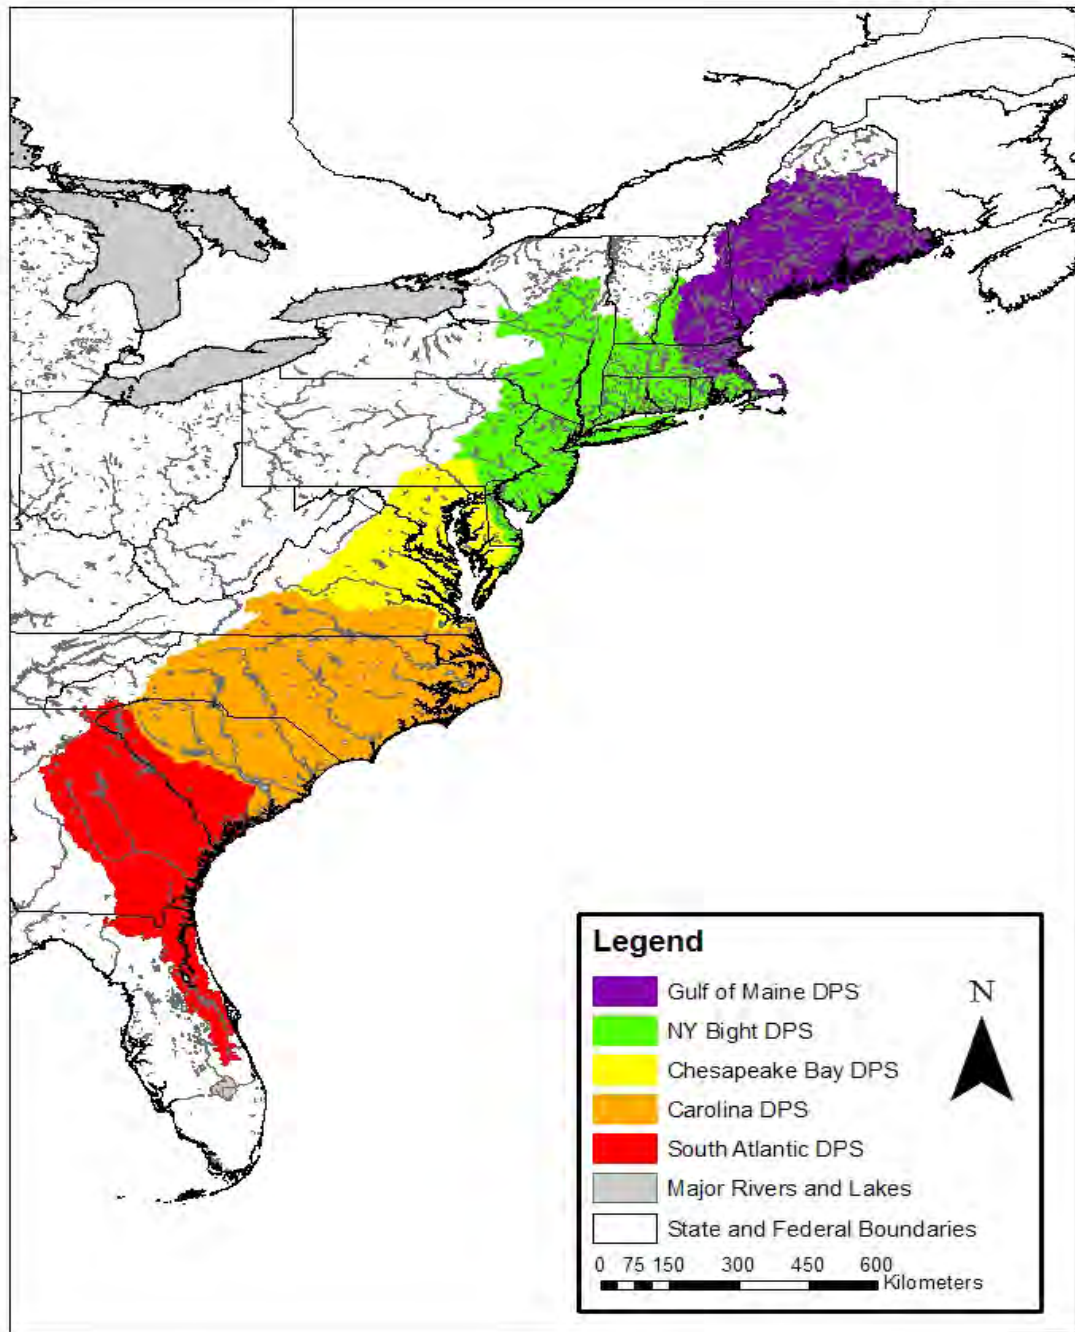 Legend
N
Gulf of Maine DPS
NY Bight DPS
Chesapeake Bay DPS
Carolina DPS
South Atlantic DPS
Major Rivers and Lakes
State and Federal Boundaries
0 75 150 300 450 600
Kilometers